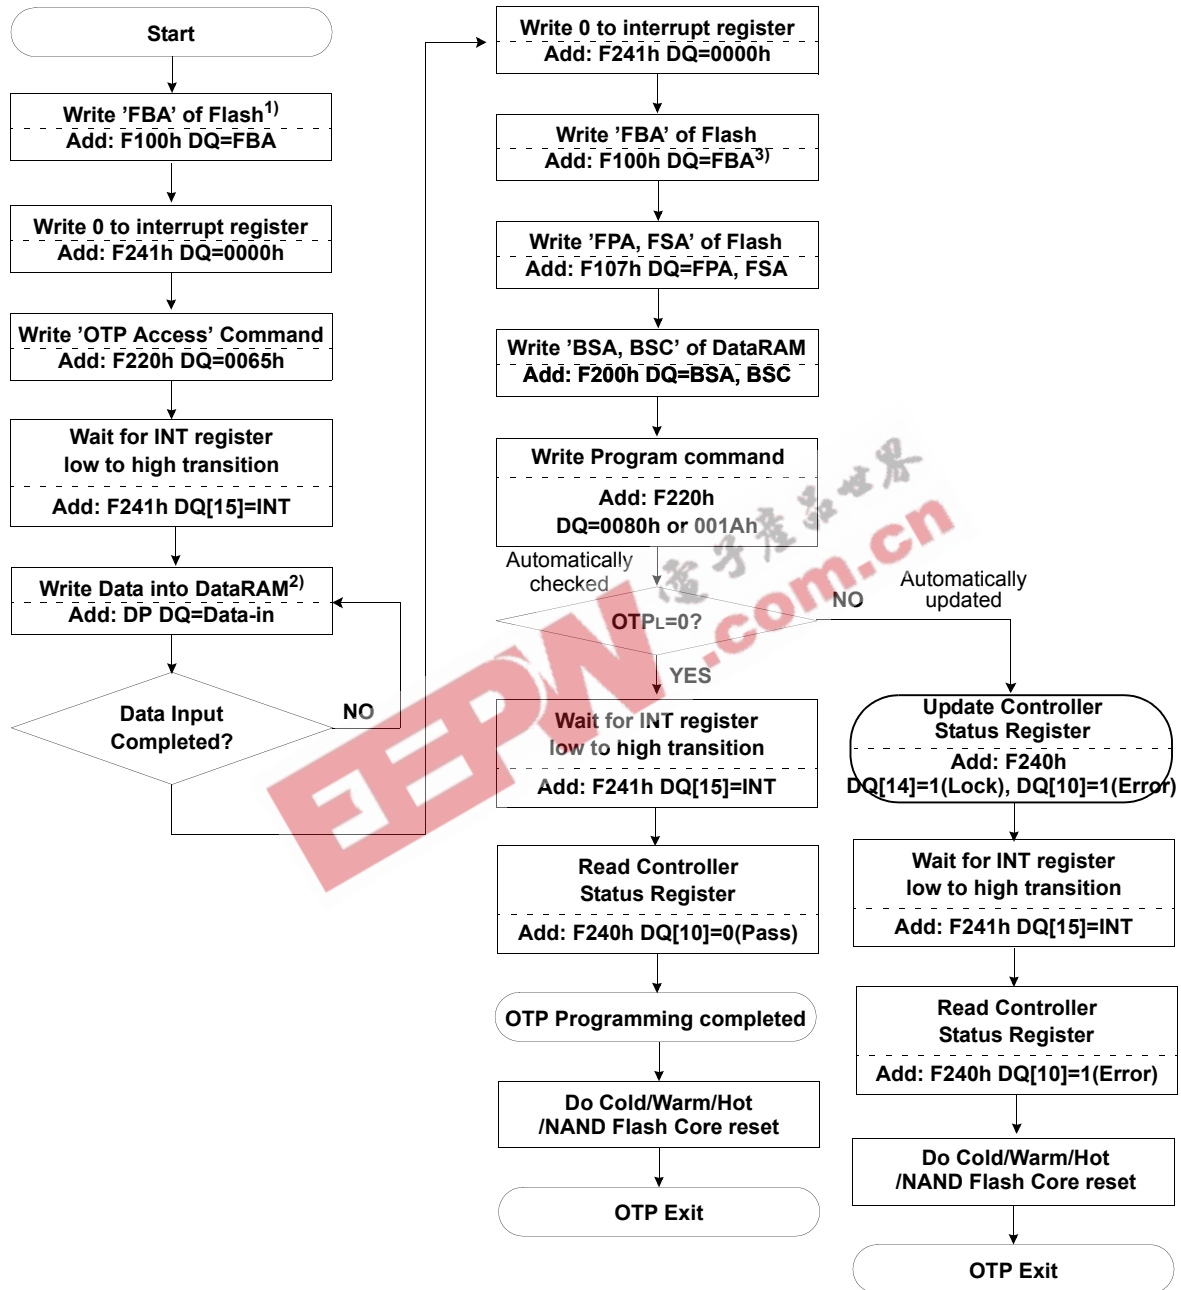 Start
Write ’FBA’ of Flash1)
Add: F100h DQ=FBA
Write 0 to interrupt register
Add: F241h DQ=0000h
Write ’OTP Access’ Command
Add: F220h DQ=0065h
Wait for INT register
low to high transition
Add: F241h DQ[15]=INT
Write Data into DataRAM2)
Add: DP DQ=Data-in
Data Input
Completed?
NO
Write 0 to interrupt register
Add: F241h DQ=0000h
Write ’FBA’ of Flash
Add: F100h DQ=FBA3)
Write ’FPA, FSA’ of Flash
Add: F107h DQ=FPA, FSA
Write ’BSA, BSC’ of DataRAM
Add: F200h DQ=BSA, BSC
Write Program command
Add: F220h
DQ=0080h or 001Ah
Automatically
checked
OTPL=0?
YES
NO
Automatically
updated
Wait for INT register
low to high transition
Add: F241h DQ[15]=INT
Read Controller
Status Register
Add: F240h DQ[10]=0(Pass)
OTP Programming completed
Do Cold/Warm/Hot
/NAND Flash Core reset
OTP Exit
Update Controller
Status Register
Add: F240h
DQ[14]=1(Lock), DQ[10]=1(Error)
Wait for INT register
low to high transition
Add: F241h DQ[15]=INT
Read Controller
Status Register
Add: F240h DQ[10]=1(Error)
Do Cold/Warm/Hot
/NAND Flash Core reset
OTP Exit
EEPW
.com.cn
電子產品世界